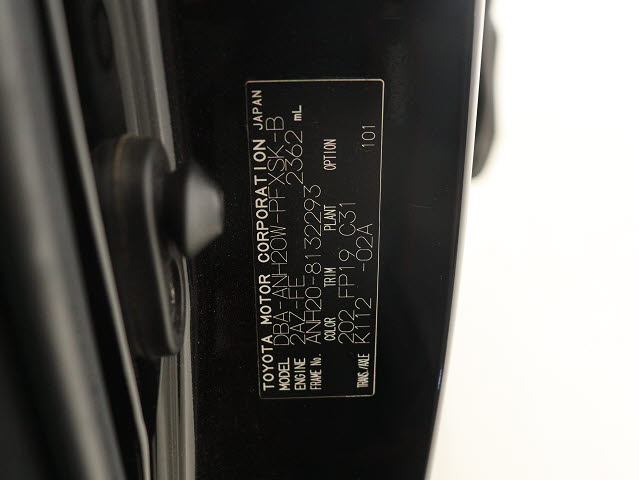 TOYOTA MOTOR CORPORATION JAPAN
MODEL DBA-ANH20W-PFXSK-B
ENGINE 2AZ-FE 2362 mL
FRAME No. ANH20-8132293
COLOR TRIM PLANT OPTION
202 FP19 C31
TRANS./AXLE K112 -02A 101